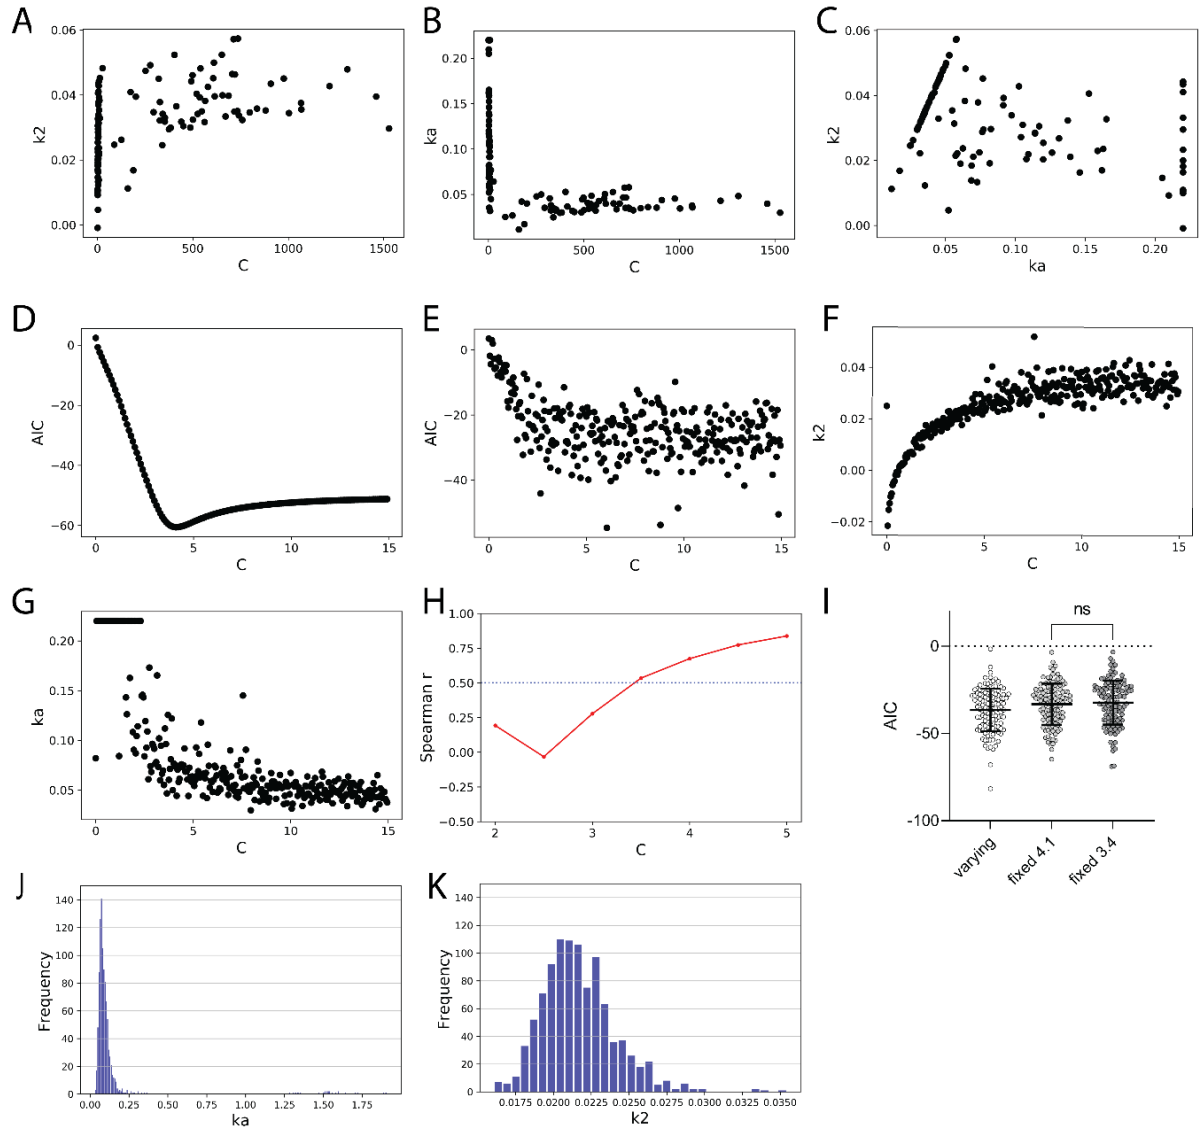 A
B
C
0.06
0.04
0.02
0.00
k2
0
500
1000
1500
C
0.20
0.15
0.10
0.05
ka
0
500
1000
1500
C
0.06
0.04
0.02
0.00
k2
0.05
0.10
0.15
0.20
ka
D
E
F
0
−20
−40
−60
AIC
0
5
10
15
C
0
−20
−40
AIC
0
5
10
15
C
0.04
0.02
0.00
−0.02
k2
0
5
10
15
C
G
H
I
0.20
0.15
0.10
0.05
ka
0
5
10
15
C
1.00
0.75
0.50
0.25
0.00
−0.25
−0.50
Spearman r
2
3
4
5
C
ns
0
-50
-100
AIC
varying
fixed 4.1
fixed 3.4
J
K
140
120
100
80
60
40
20
0
Frequency
0.00 0.25 0.50 0.75 1.00 1.25 1.50 1.75
ka
140
120
100
80
60
40
20
0
Frequency
0.0175 0.0200 0.0225 0.0250 0.0275 0.0300 0.0325 0.0350
k2